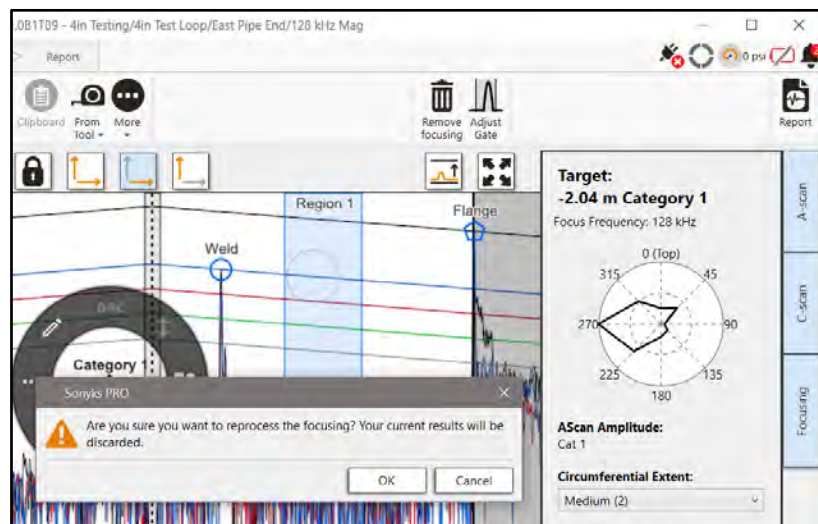 .0B1T09 - 4in Testing/4in Test Loop/East Pipe End/128 kHz Mag
Report
0 psi
Clipboard
From Tool
More
Remove focusing
Adjust Gate
Report
Region 1
Flange
Weld
DAC
Category 1
Target:
-2.04 m Category 1
Focus Frequency: 128 kHz
0 (Top)
315
45
270
90
225
135
180
AScan Amplitude:
Cat 1
Circumferential Extent:
Medium (2)
A-scan
C-scan
Focusing
Sonyks PRO
Are you sure you want to reprocess the focusing? Your current results will be
discarded.
OK
Cancel